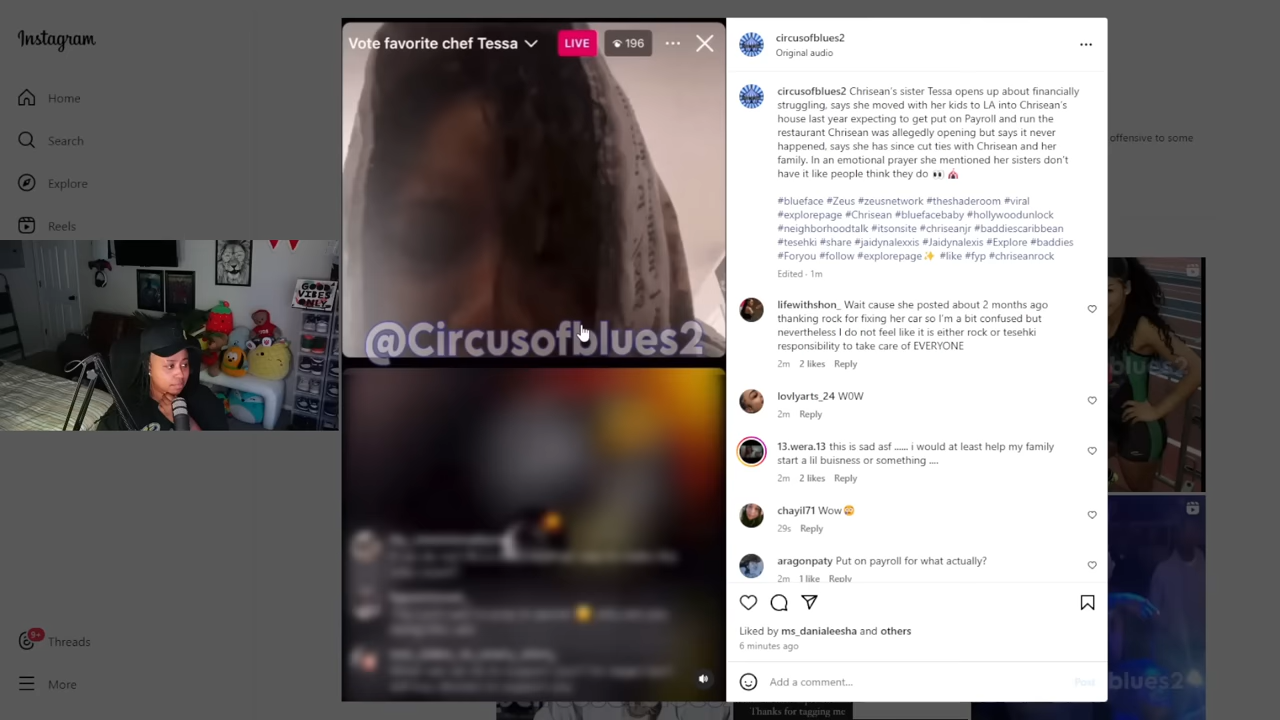 Instagram
Home
Search
Explore
Reels
9+
Threads
More
GOOD
VIBES
ONLY
Vote favorite chef Tessa
LIVE
196
@Circusofblues2
circusofblues2
Original audio
circusofblues2 Chrisean's sister Tessa opens up about financially
struggling, says she moved with her kids to LA into Chrisean's
house last year expecting to get put on Payroll and run the
restaurant Chrisean was allegedly opening but says it never
happened, says she has since cut ties with Chrisean and her
family. In an emotional prayer she mentioned her sisters don't
have it like people think they do 👀 🎪
#blueface #Zeus #zeusnetwork #theshaderoom #viral
#explorepage #Chrisean #bluefacebaby #hollywoodunlock
#neighborhoodtalk #itsonsite #chriseanjr #baddiescaribbean
#tesehki #share #jaidynalexxis #Jaidynalexis #Explore #baddies
#Foryou #follow #explorepage✨ #like #fyp #chriseanrock
Edited · 1m
lifewithshon_ Wait cause she posted about 2 months ago
thanking rock for fixing her car so I'm a bit confused but
nevertheless I do not feel like it is either rock or tesehki
responsibility to take care of EVERYONE
2m 2 likes Reply
lovlyarts_24 W0W
2m Reply
13.wera.13 this is sad asf ...... i would at least help my family
start a lil buisness or something ....
2m 2 likes Reply
chayil71 Wow😳
29s Reply
aragonpaty Put on payroll for what actually?
2m 1 like Reply
Liked by ms_danialeesha and others
6 minutes ago
Add a comment...
Post
offensive to some
blues2
Thanks for tagging me